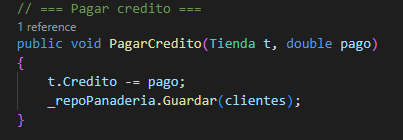 // === Pagar credito ===
1 reference
public void PagarCredito(Tienda t, double pago)
{
    t.Credito -= pago;
    _repoPanaderia.Guardar(clientes);
}